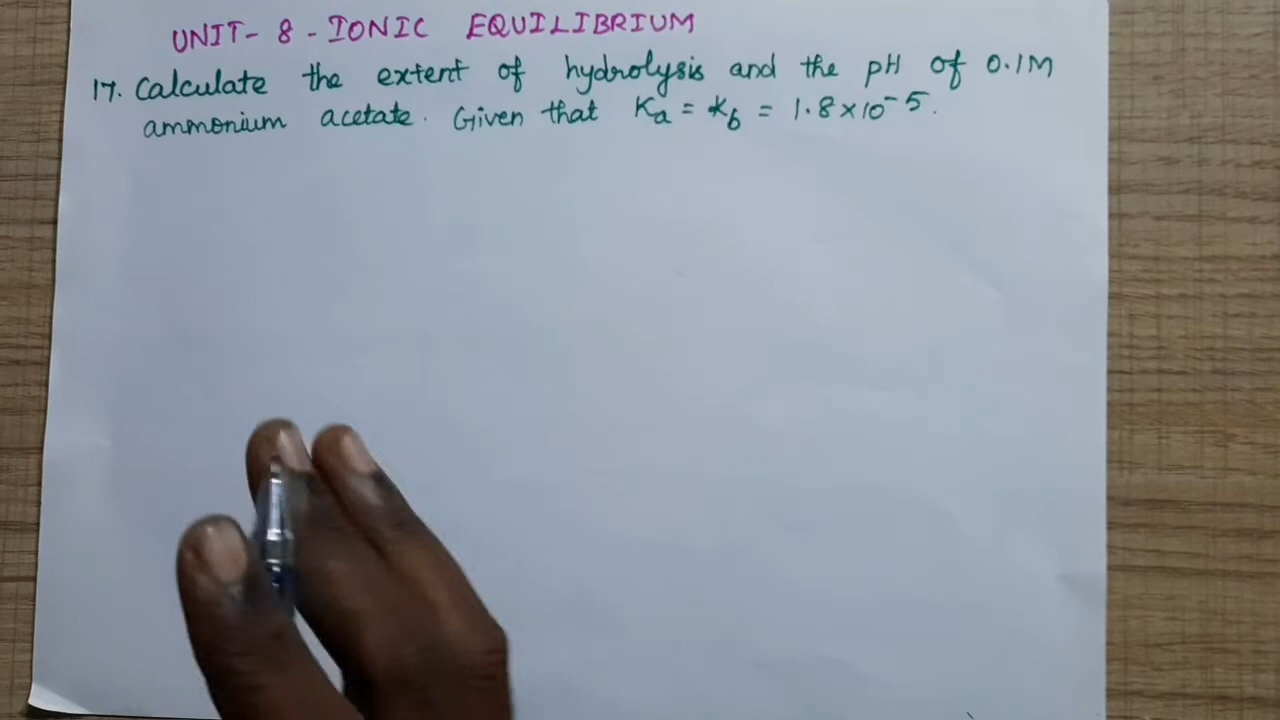 UNIT- 8 - IONIC EQUILIBRIUM
17. Calculate the extent of hydrolysis and the pH of 0.1M
ammonium acetate. Given that Ka = Kb = 1.8×10⁻⁵.